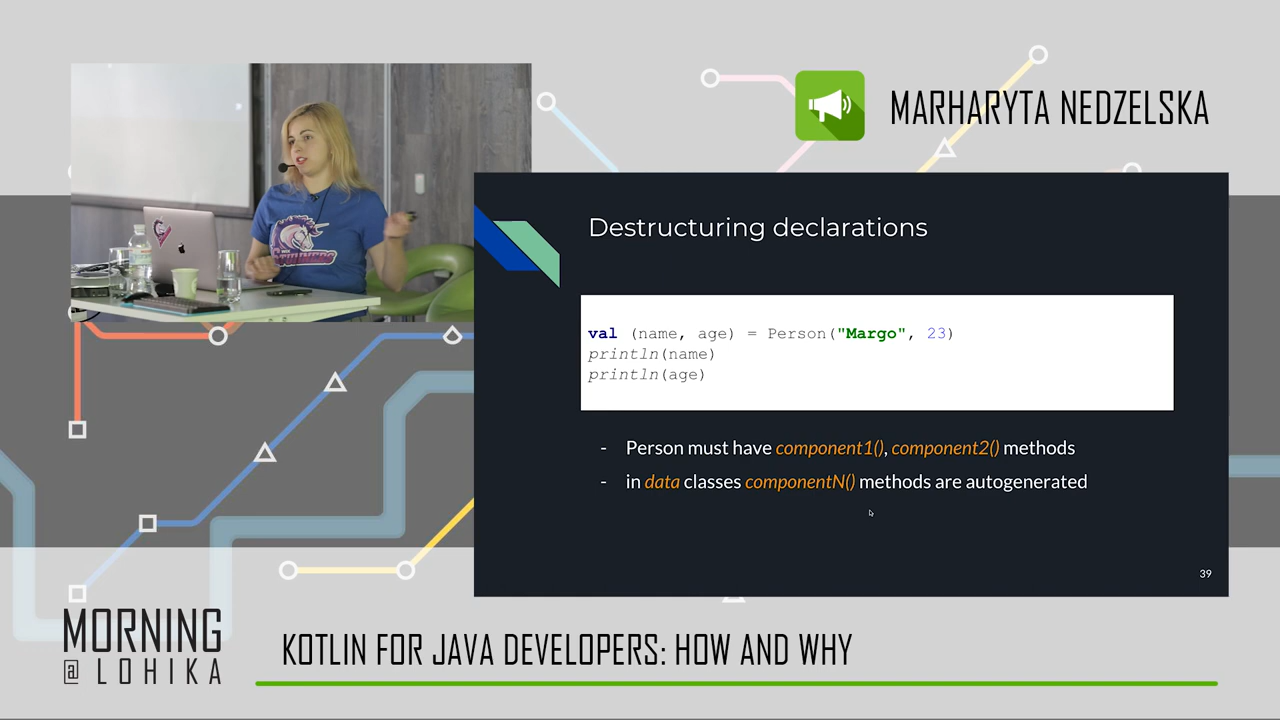 MARHARYTA NEDZELSKA
Destructuring declarations
val (name, age) = Person("Margo", 23)
println(name)
println(age)
- Person must have component1(), component2() methods
- in data classes componentN() methods are autogenerated
39
MORNING
@ LOHIKA
KOTLIN FOR JAVA DEVELOPERS: HOW AND WHY